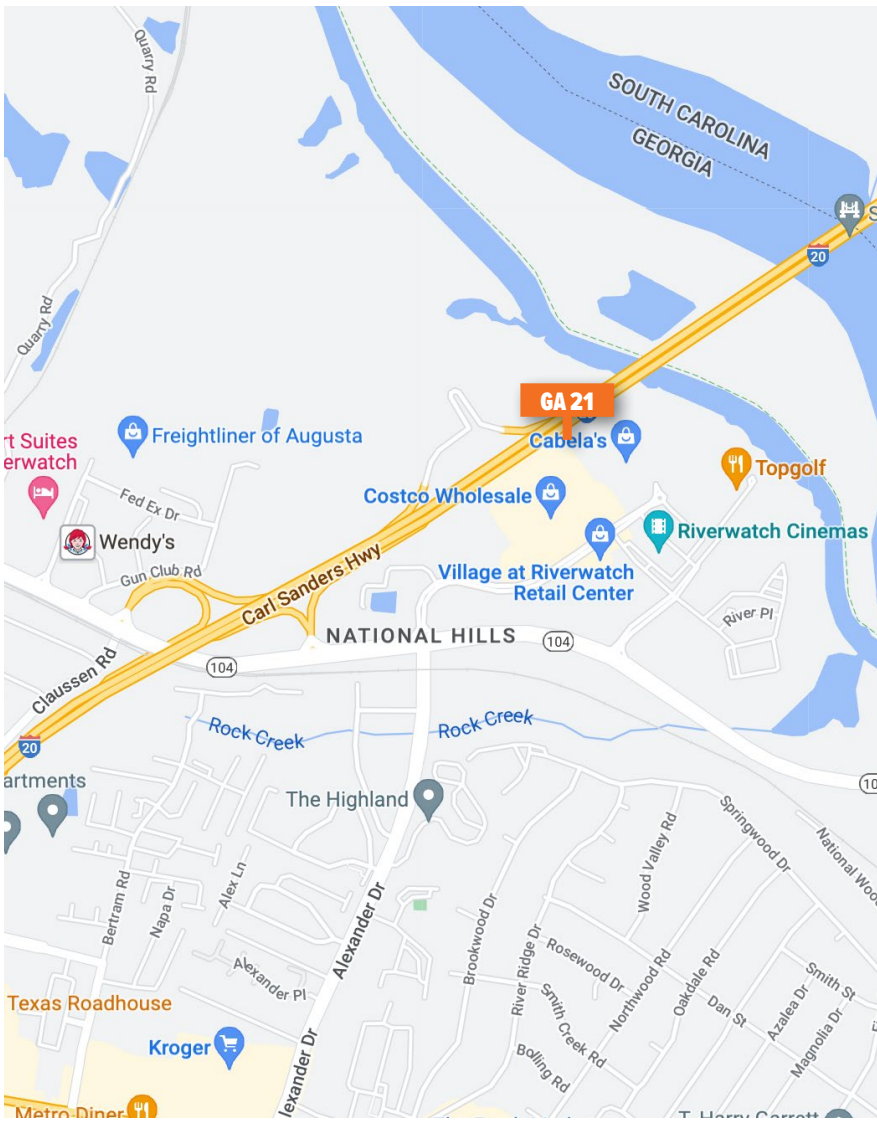 Quarry Rd
SOUTH CAROLINA
GEORGIA
S
20
Quarry Rd
GA 21
Cabela's
Freightliner of Augusta
rt Suites
erwatch
Topgolf
Costco Wholesale
Fed Ex Dr
Wendy's
Riverwatch Cinemas
Gun Club Rd
Carl Sanders Hwy
Village at Riverwatch
Retail Center
River Pl
NATIONAL HILLS
104
104
Claussen Rd
Rock Creek
Rock Creek
20
artments
10
The Highland
Springwood Dr
National Woo
Wood Valley Rd
Bertram Rd
Napa Dr
Alex Ln
Alexander Dr
Brookwood Dr
River Ridge Dr
Rosewood Dr
Northwood Rd
Oakdale Rd
Smith St
Alexander Pl
Smith Creek Rd
Dan St
Azalea Dr
Magnolia Dr
Texas Roadhouse
Kroger
Bolling Rd
lexander Dr
Metro Diner